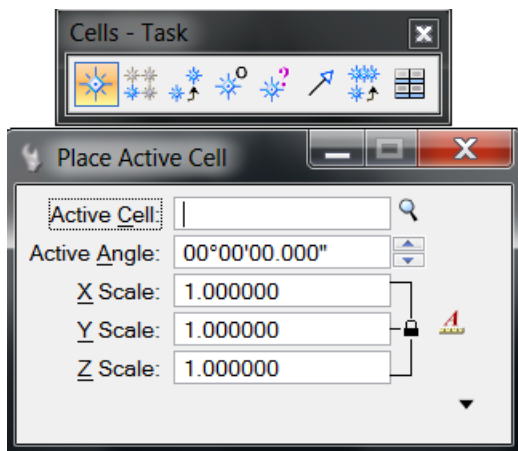 Cells - Task
Place Active Cell
Active Cell:
Active Angle: 00°00'00.000"
X Scale: 1.000000
Y Scale: 1.000000
Z Scale: 1.000000